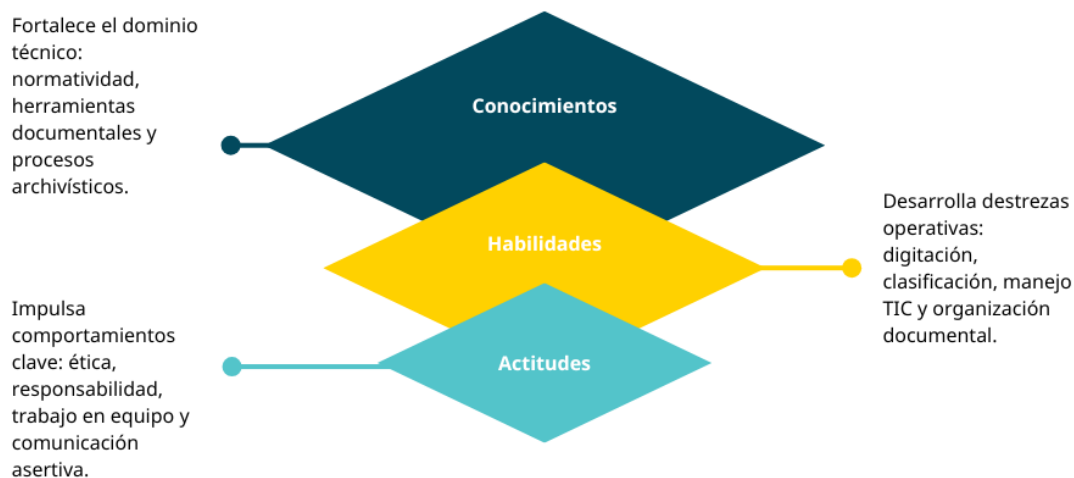 Fortalece el dominio
técnico:
normatividad,
herramientas
documentales y
procesos
archivísticos.
Conocimientos
Habilidades
Desarrolla destrezas
operativas:
digitación,
clasificación, manejo
TIC y organización
documental.
Impulsa
comportamientos
clave: ética,
responsabilidad,
trabajo en equipo y
comunicación
asertiva.
Actitudes